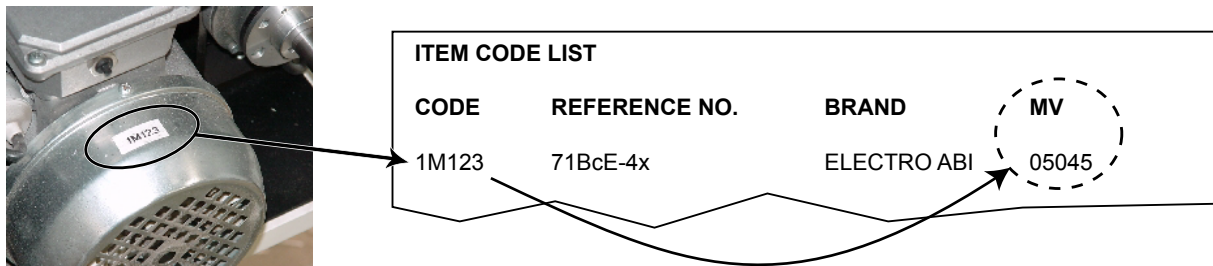 1M123
ITEM CODE LIST
CODE REFERENCE NO. BRAND MV
1M123 71BcE-4x ELECTRO ABI 05045